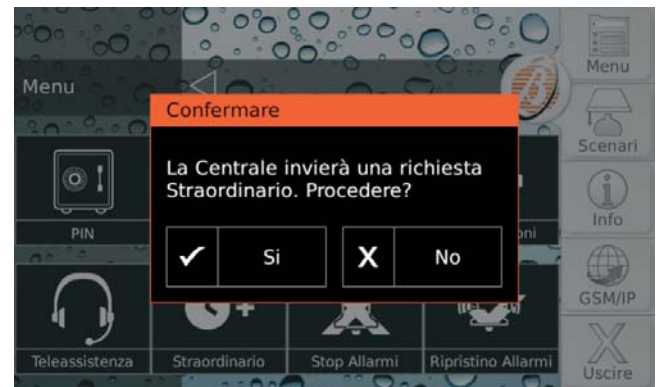 Menu
Menu
Confermare
La Centrale invierà una richiesta
Straordinario. Procedere?
Si
No
Scenari
PIN
oni
Info
GSM/IP
Teleassistenza
Straordinario
Stop Allarmi
Ripristino Allarmi
Uscire